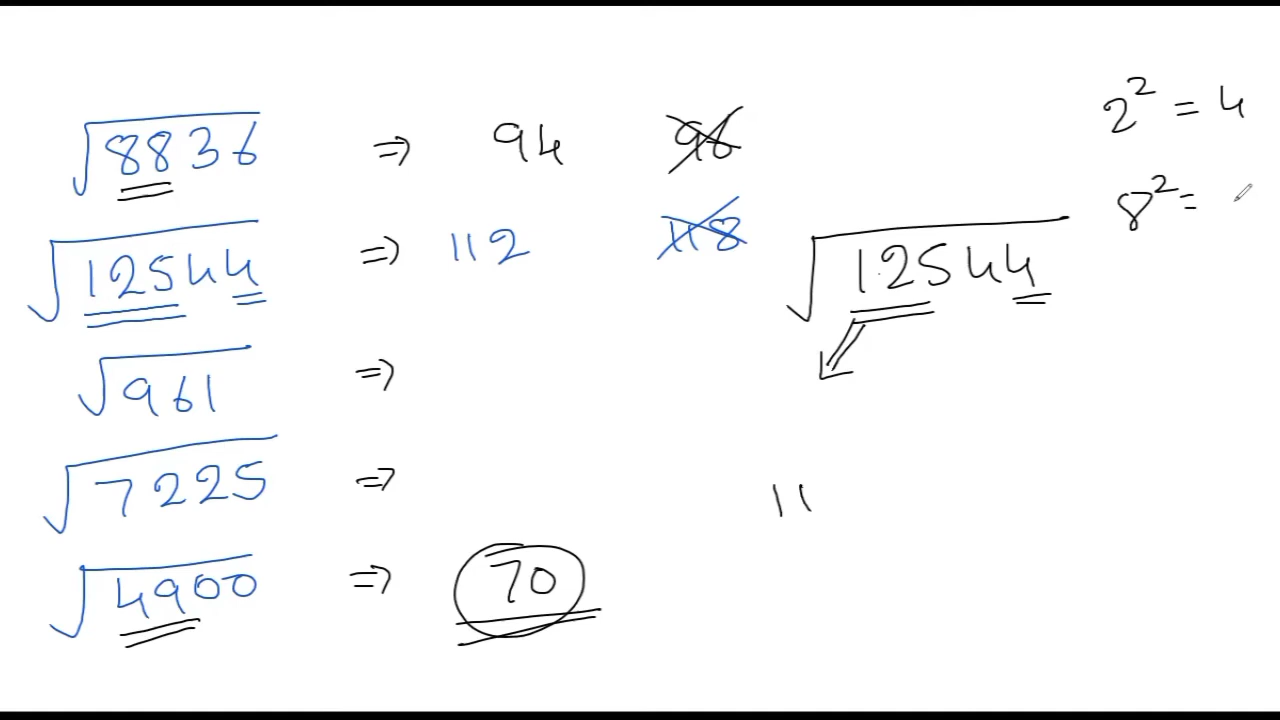 √8836 ⇒ 94 96
√12544 ⇒ 112 118
√961 ⇒
√7225 ⇒
√4900 ⇒ 70
2² = 4
8² =
√12544
11